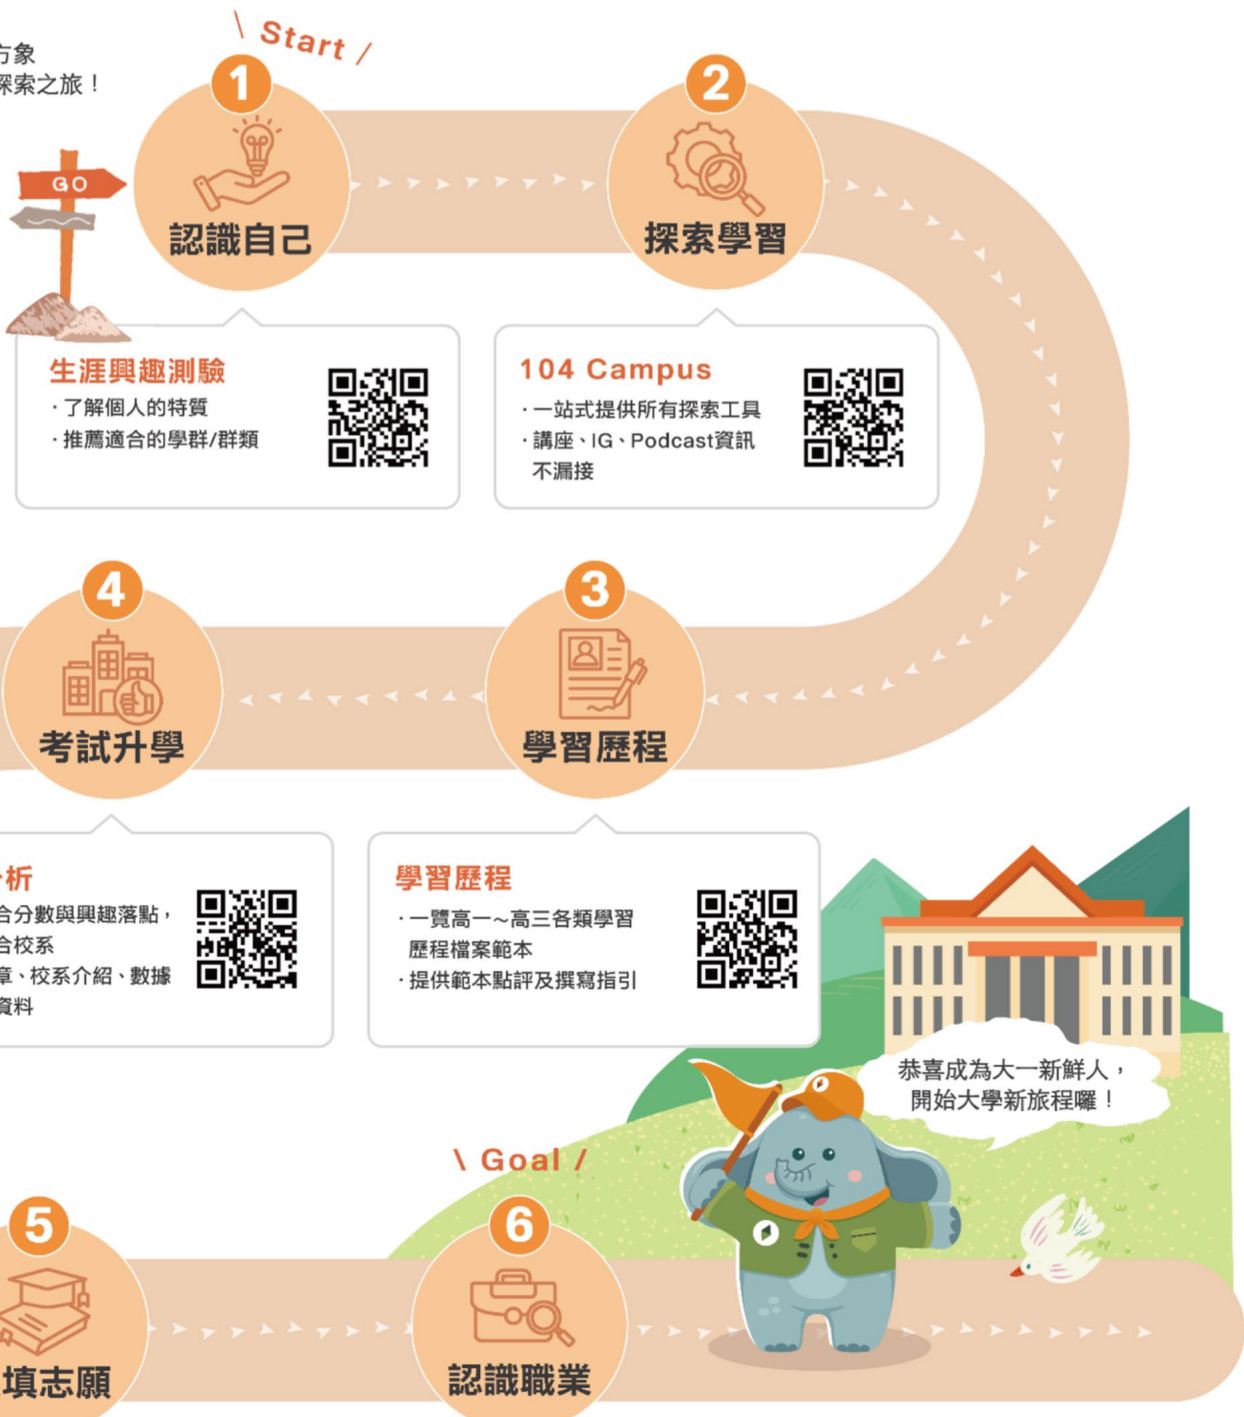 方象
探索之旅！
\ Start /
1
認識自己
2
探索學習
GO
生涯興趣測驗
·了解個人的特質
·推薦適合的學群/群類
104 Campus
·一站式提供所有探索工具
·講座、IG、Podcast資訊
不漏接
4
考試升學
3
學習歷程
析
合分數與興趣落點，
合校系
章、校系介紹、數據
資料
學習歷程
·一覽高一～高三各類學習
歷程檔案範本
·提供範本點評及撰寫指引
恭喜成為大一新鮮人，
開始大學新旅程囉！
\ Goal /
5
填志願
6
認識職業